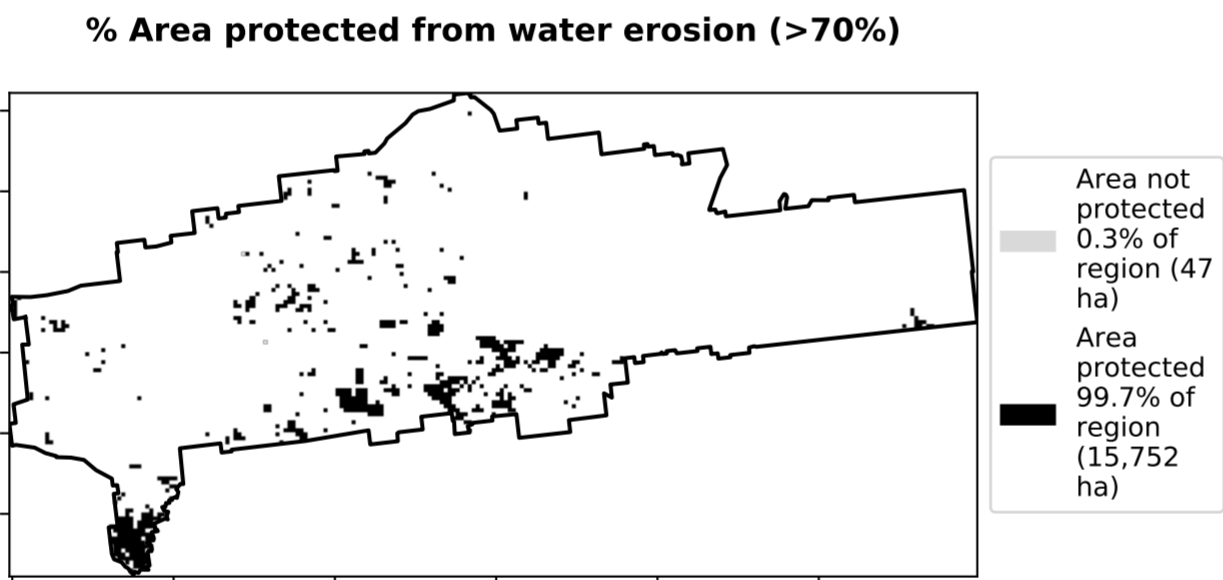 % Area protected from water erosion (>70%)
Area not
protected
0.3% of
region (47
ha)
Area
protected
99.7% of
region
(15,752
ha)